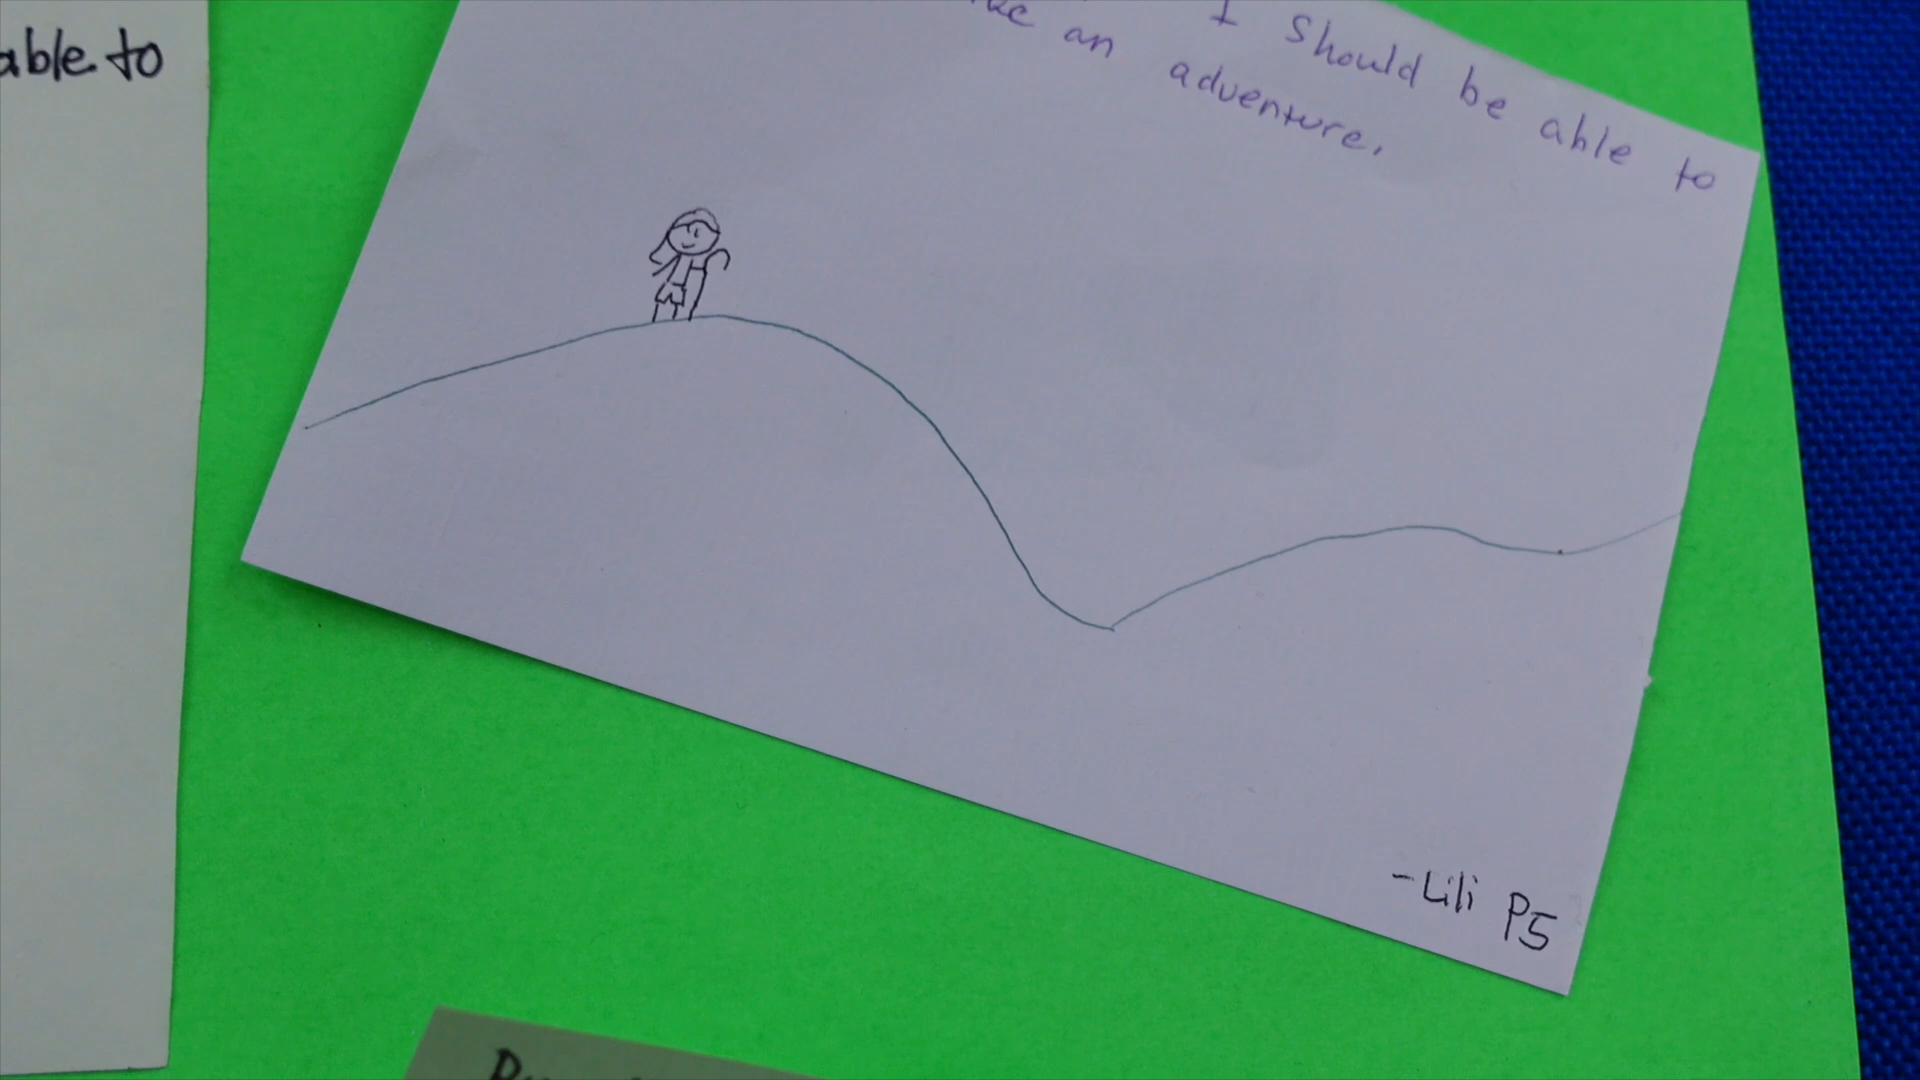 able to
I should be able to
an adventure.
-Lili P5